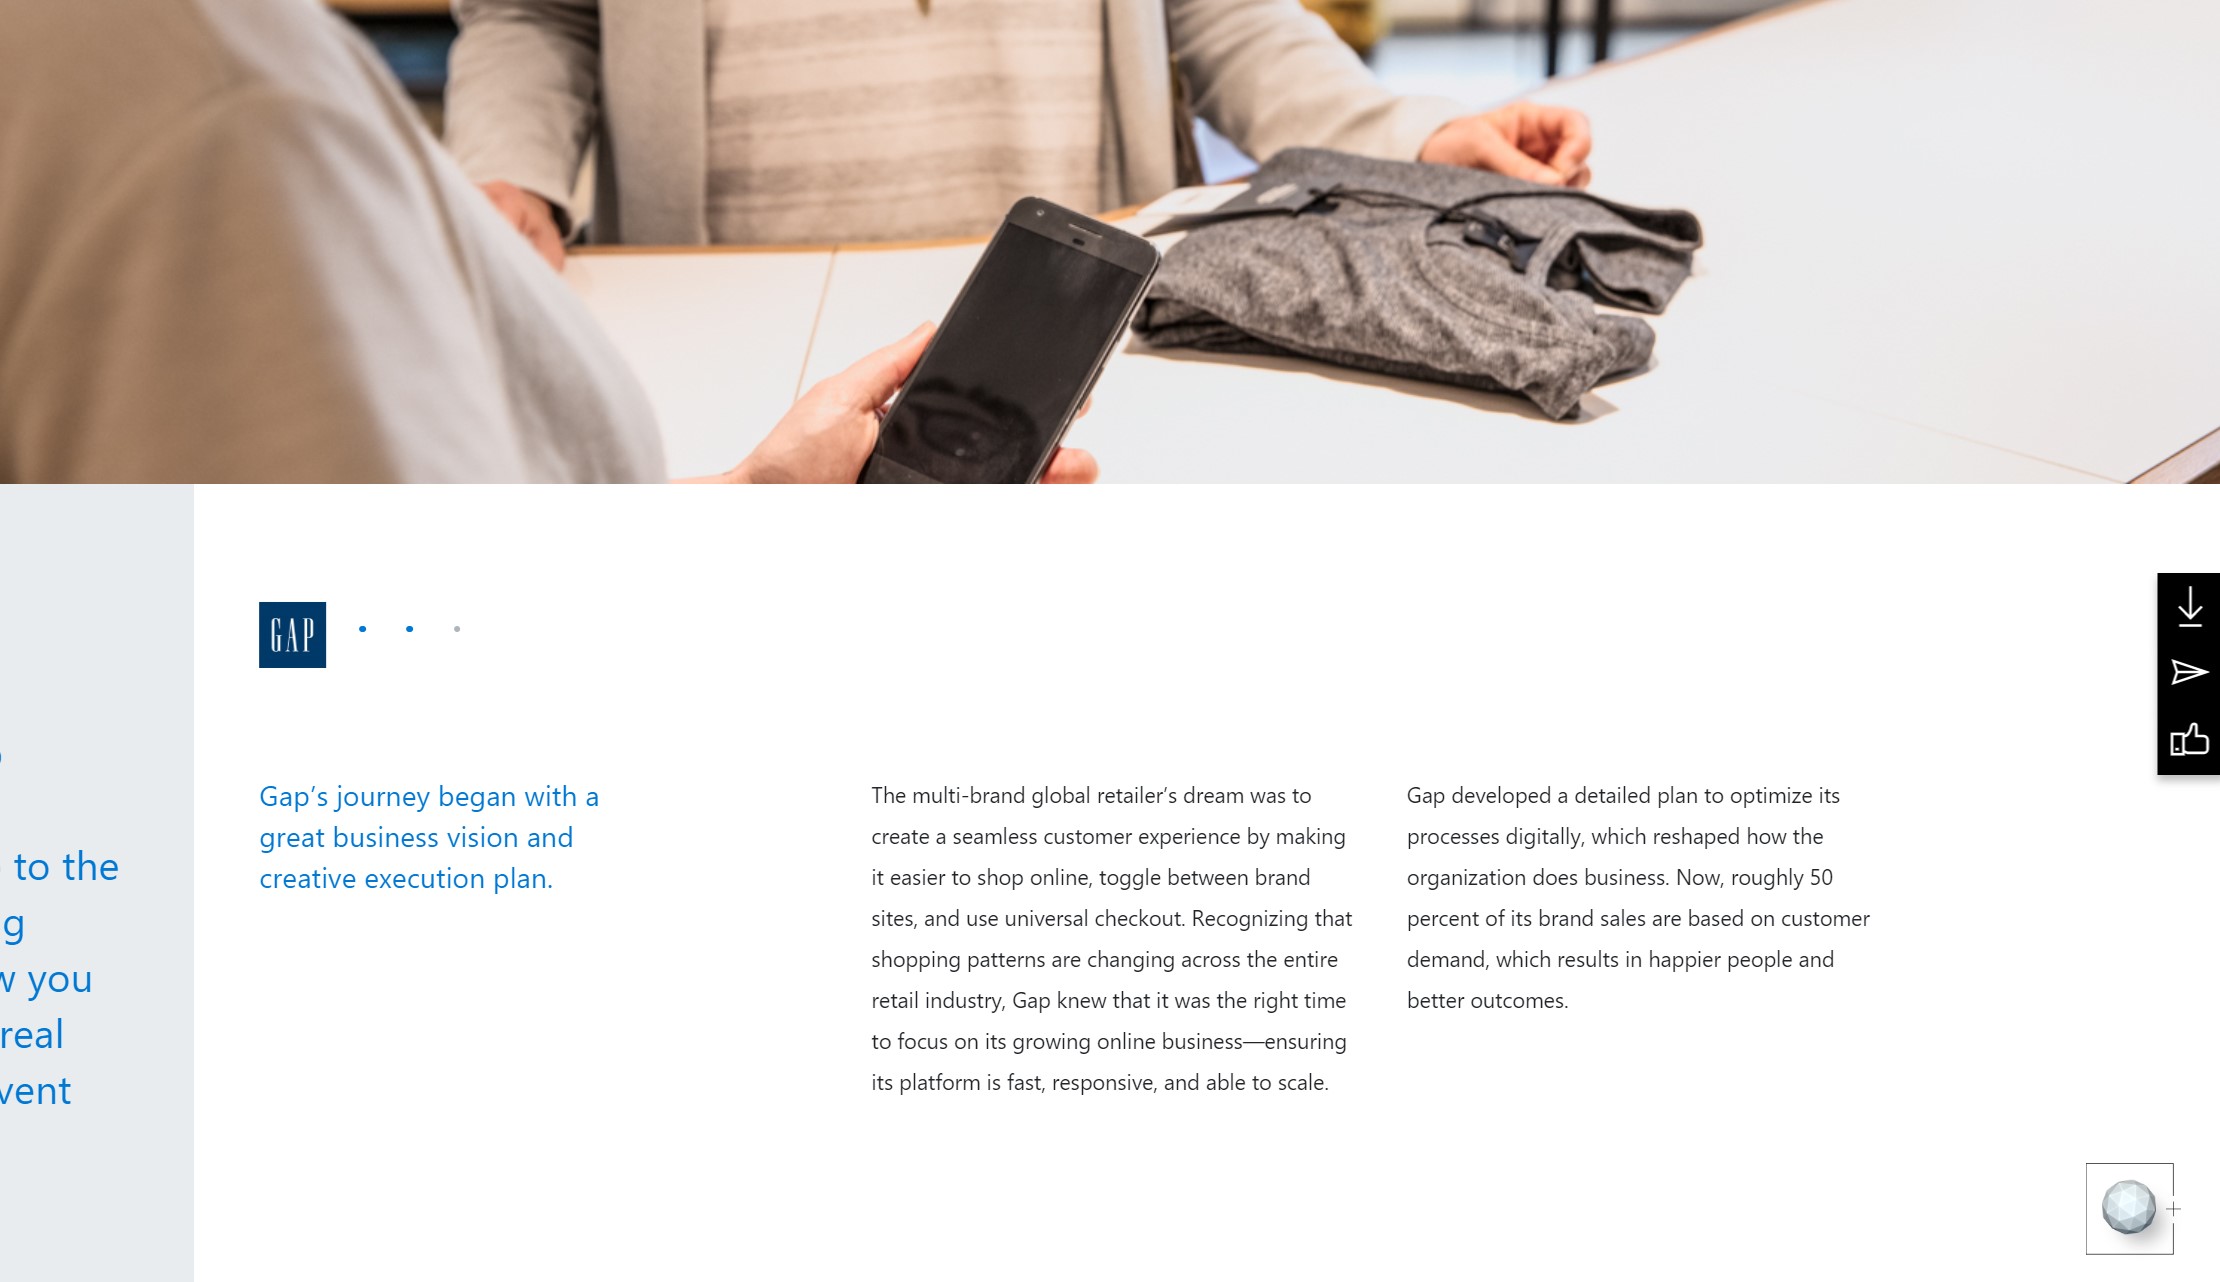 to the
you
real
GAP
Gap’s journey began with a
great business vision and
creative execution plan.
The multi-brand global retailer’s dream was to
create a seamless customer experience by making
it easier to shop online, toggle between brand
sites, and use universal checkout. Recognizing that
shopping patterns are changing across the entire
retail industry, Gap knew that it was the right time
to focus on its growing online business—ensuring
its platform is fast, responsive, and able to scale.
Gap developed a detailed plan to optimize its
processes digitally, which reshaped how the
organization does business. Now, roughly 50
percent of its brand sales are based on customer
demand, which results in happier people and
better outcomes.